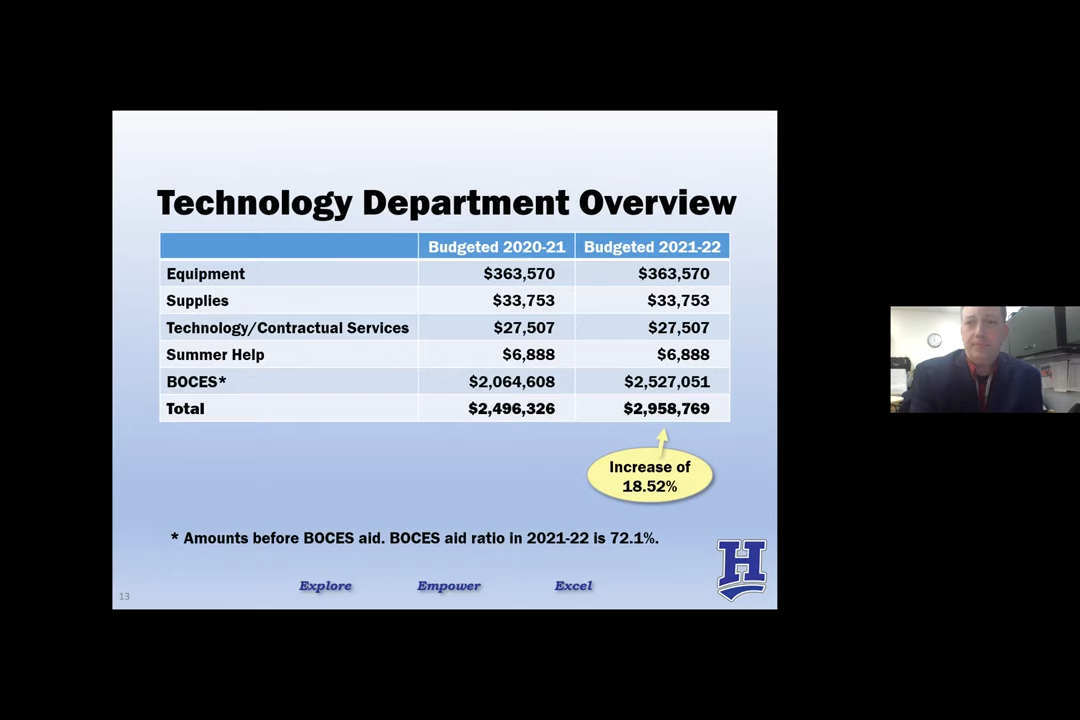 Technology Department Overview
Budgeted 2020-21 Budgeted 2021-22
Equipment $363,570 $363,570
Supplies $33,753 $33,753
Technology/Contractual Services $27,507 $27,507
Summer Help $6,888 $6,888
BOCES* $2,064,608 $2,527,051
Total $2,496,326 $2,958,769
Increase of
18.52%
* Amounts before BOCES aid. BOCES aid ratio in 2021-22 is 72.1%.
H
Explore Empower Excel
13